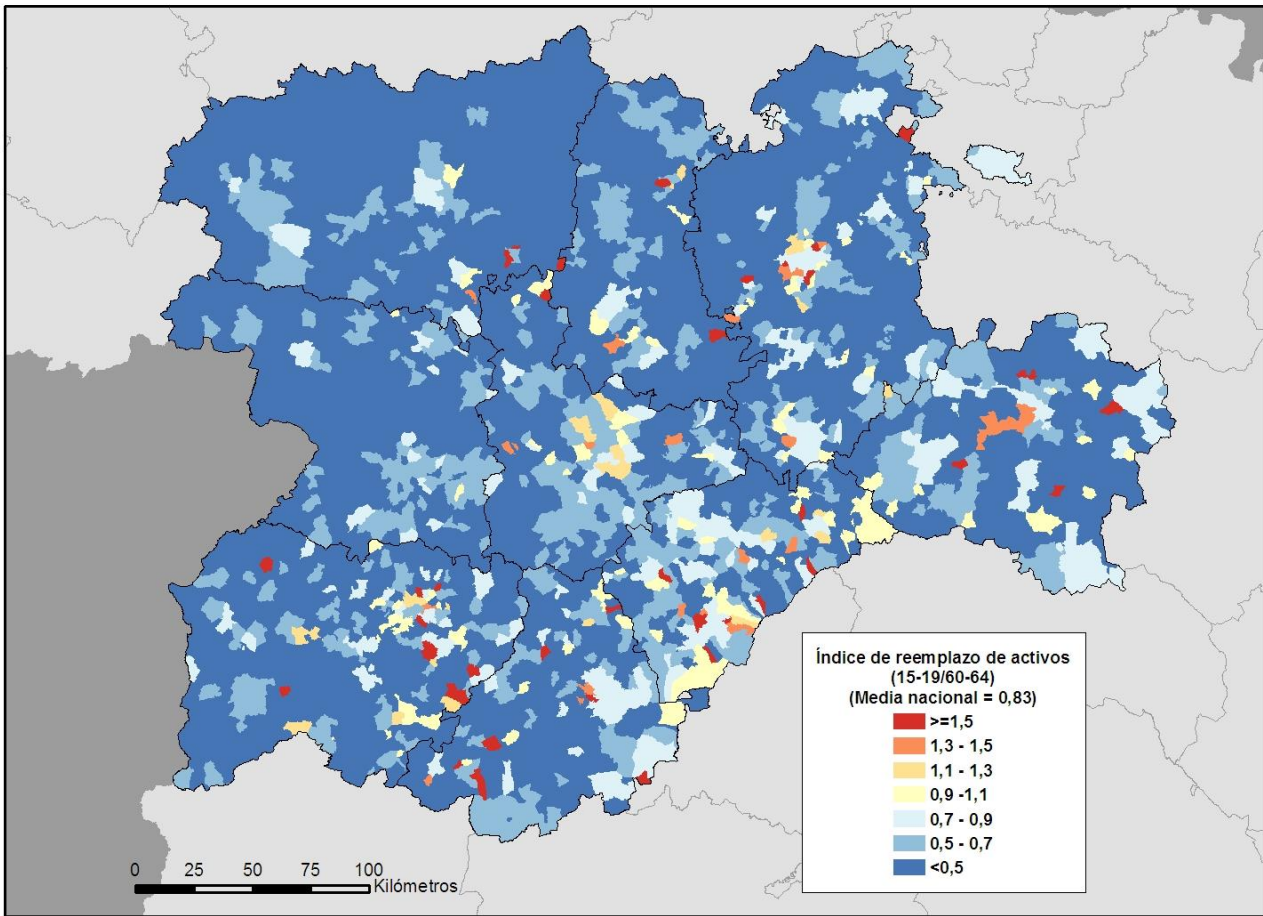 Índice de reemplazo de activos
(15-19/60-64)
(Media nacional = 0,83)
>=1,5
1,3 - 1,5
1,1 - 1,3
0,9 -1,1
0,7 - 0,9
0,5 - 0,7
<0,5
0 25 50 75 100
Kilómetros